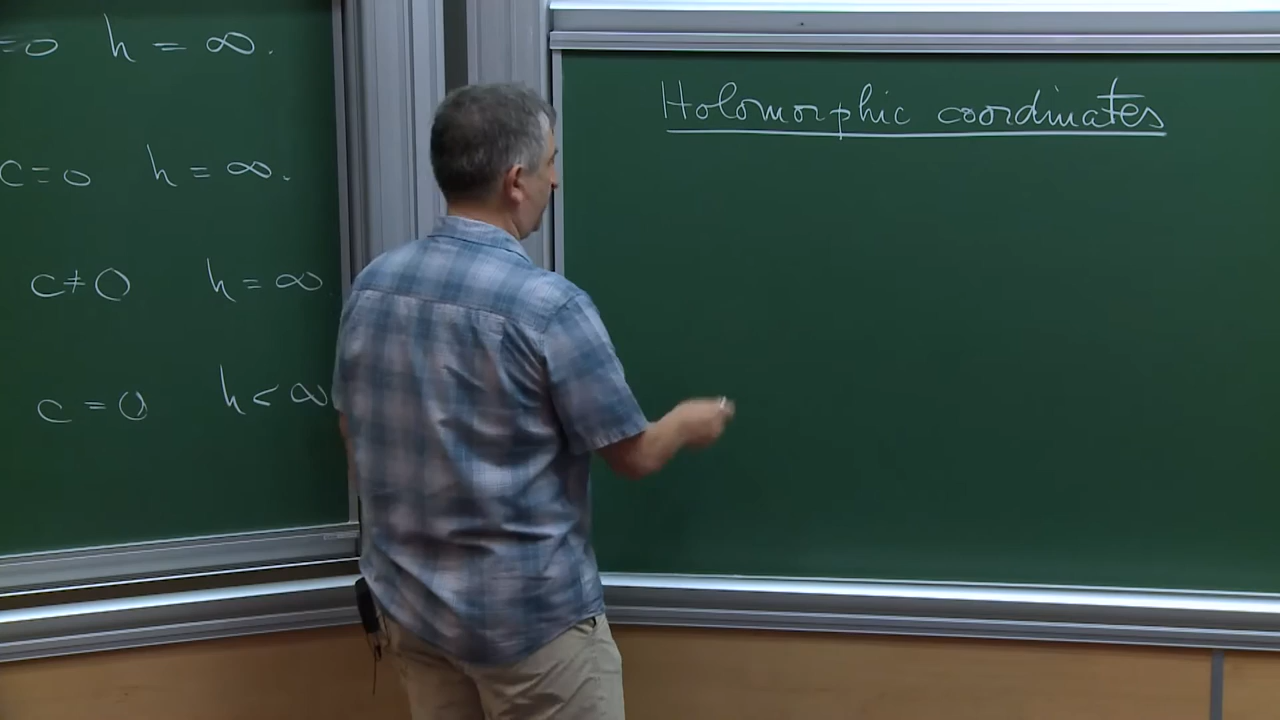 =0 h = ∞.
c=0 h = ∞.
c≠0 h = ∞
c = 0 h < ∞
Holomorphic coordinates